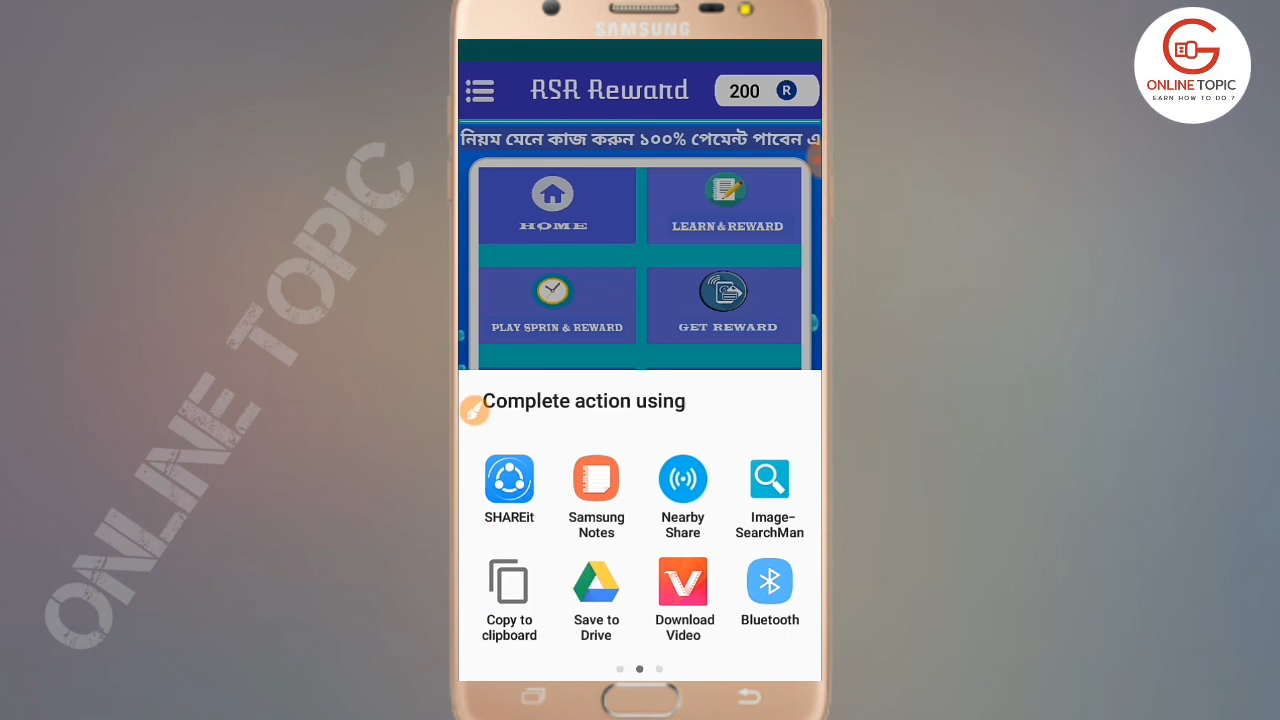 SAMSUNG
RSR Reward
200 R
নিয়ম মেনে কাজ করুন ১০০% পেমেন্ট পাবেন এ
HOME
LEARN & REWARD
PLAY SPRIN & REWARD
GET REWARD
Complete action using
SHAREit
Samsung Notes
Nearby Share
Image-SearchMan
Copy to clipboard
Save to Drive
Download Video
Bluetooth
ONLINE TOPIC
G
ONLINE TOPIC
EARN HOW TO DO ?